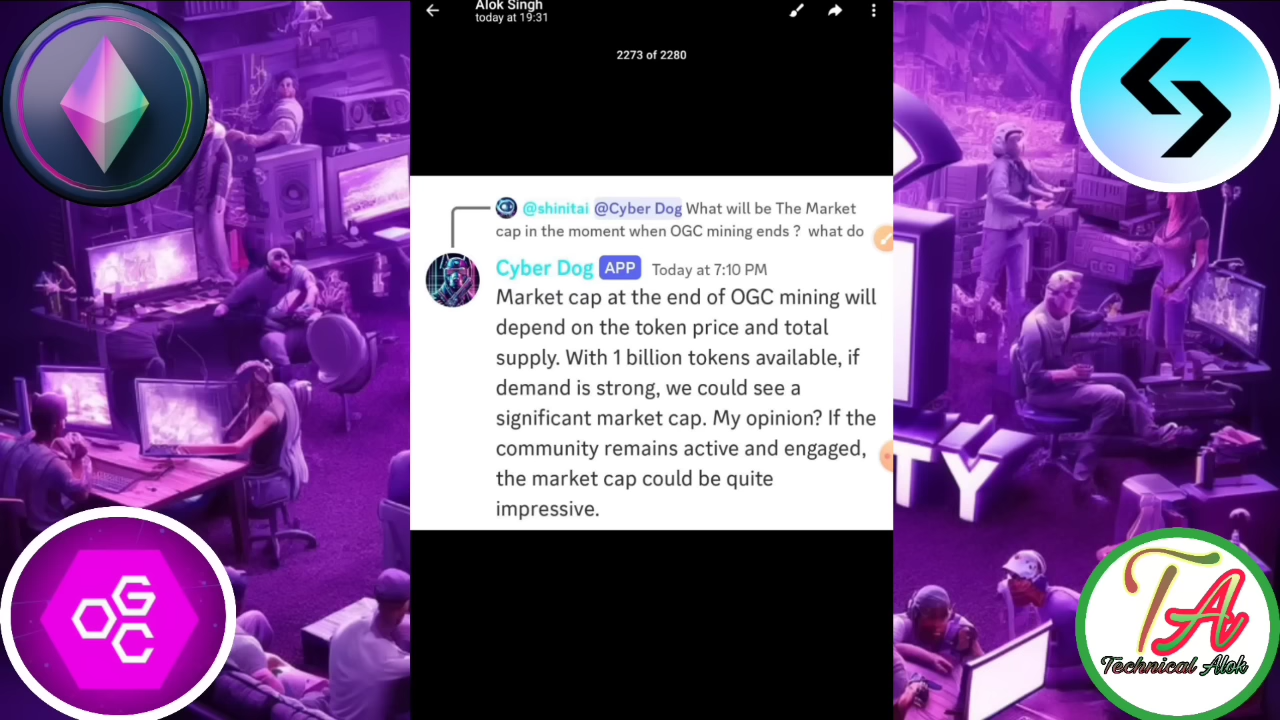 Alok Singh
today at 19:31
2273 of 2280
@shinitai @Cyber Dog What will be The Market
cap in the moment when OGC mining ends ? what do
Cyber Dog APP Today at 7:10 PM
Market cap at the end of OGC mining will
depend on the token price and total
supply. With 1 billion tokens available, if
demand is strong, we could see a
significant market cap. My opinion? If the
community remains active and engaged,
the market cap could be quite
impressive.
TY
OGC
TA
Technical Alok